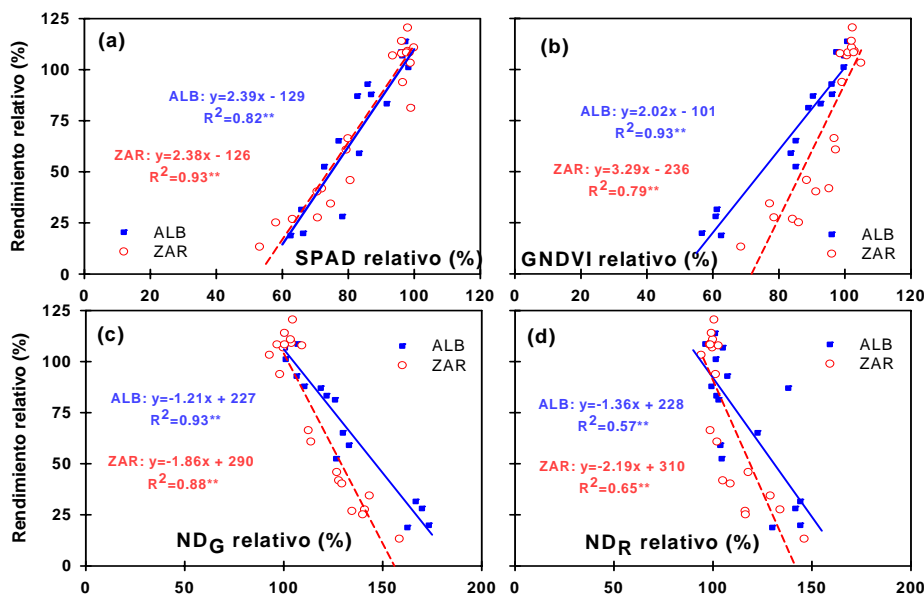 Rendimiento relativo (%)
125
100
75
50
25
0
(a)
ALB: y=2.39x - 129
R2=0.82**
ZAR: y=2.38x - 126
R2=0.93**
ALB
ZAR
SPAD relativo (%)
0 20 40 60 80 100 120
(b)
ALB: y=2.02x - 101
R2=0.93**
ZAR: y=3.29x - 236
R2=0.79**
ALB
ZAR
GNDVI relativo (%)
0 20 40 60 80 100 120
Rendimiento relativo (%)
125
100
75
50
25
0
(c)
ALB
ZAR
ALB: y=-1.21x + 227
R2=0.93**
ZAR: y=-1.86x + 290
R2=0.88**
NDG relativo (%)
0 50 100 150 200
(d)
ALB
ZAR
ALB: y=-1.36x + 228
R2=0.57**
ZAR: y=-2.19x + 310
R2=0.65**
NDR relativo (%)
0 50 100 150 200